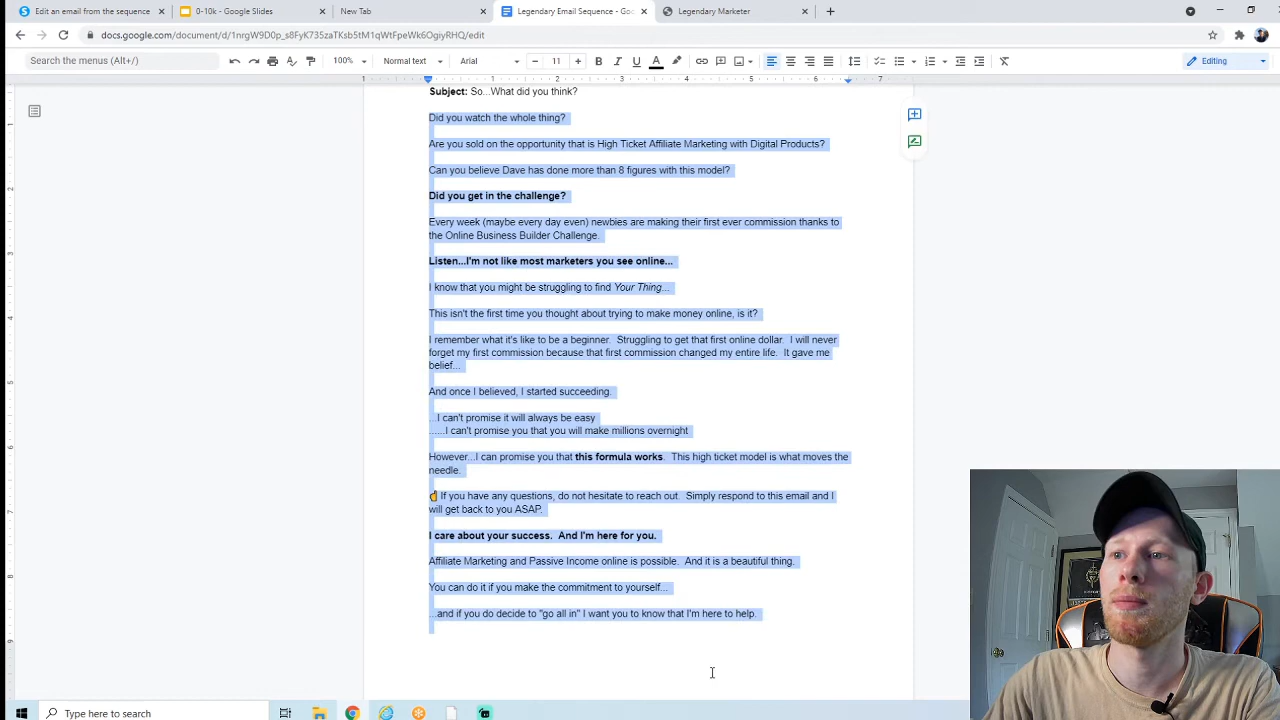 Edit an email from the sequence
0-10k - Google Slides
New Tab
Legendary Email Sequence - Goo
Legendary Marketer
docs.google.com/document/d/1nrgW9D0p_s8FyK735zaTKsb5tM1qWtFpeWk6OgiyRHQ/edit
Search the menus (Alt+/)
100%
Normal text
Arial
11
B I U A
Editing
1 1 2 3 4 5 6 7
Subject: So...What did you think?
Did you watch the whole thing?
Are you sold on the opportunity that is High Ticket Affiliate Marketing with Digital Products?
Can you believe Dave has done more than 8 figures with this model?
Did you get in the challenge?
Every week (maybe every day even) newbies are making their first ever commission thanks to
the Online Business Builder Challenge.
Listen...I'm not like most marketers you see online...
I know that you might be struggling to find Your Thing...
This isn't the first time you thought about trying to make money online, is it?
I remember what it's like to be a beginner. Struggling to get that first online dollar. I will never
forget my first commission because that first commission changed my entire life. It gave me
belief...
And once I believed, I started succeeding.
...I can't promise it will always be easy
......I can't promise you that you will make millions overnight
However...I can promise you that this formula works. This high ticket model is what moves the
needle.
☝️ If you have any questions, do not hesitate to reach out. Simply respond to this email and I
will get back to you ASAP.
I care about your success. And I'm here for you.
Affiliate Marketing and Passive Income online is possible. And it is a beautiful thing.
You can do it if you make the commitment to yourself...
...and if you do decide to "go all in" I want you to know that I'm here to help.
Type here to search